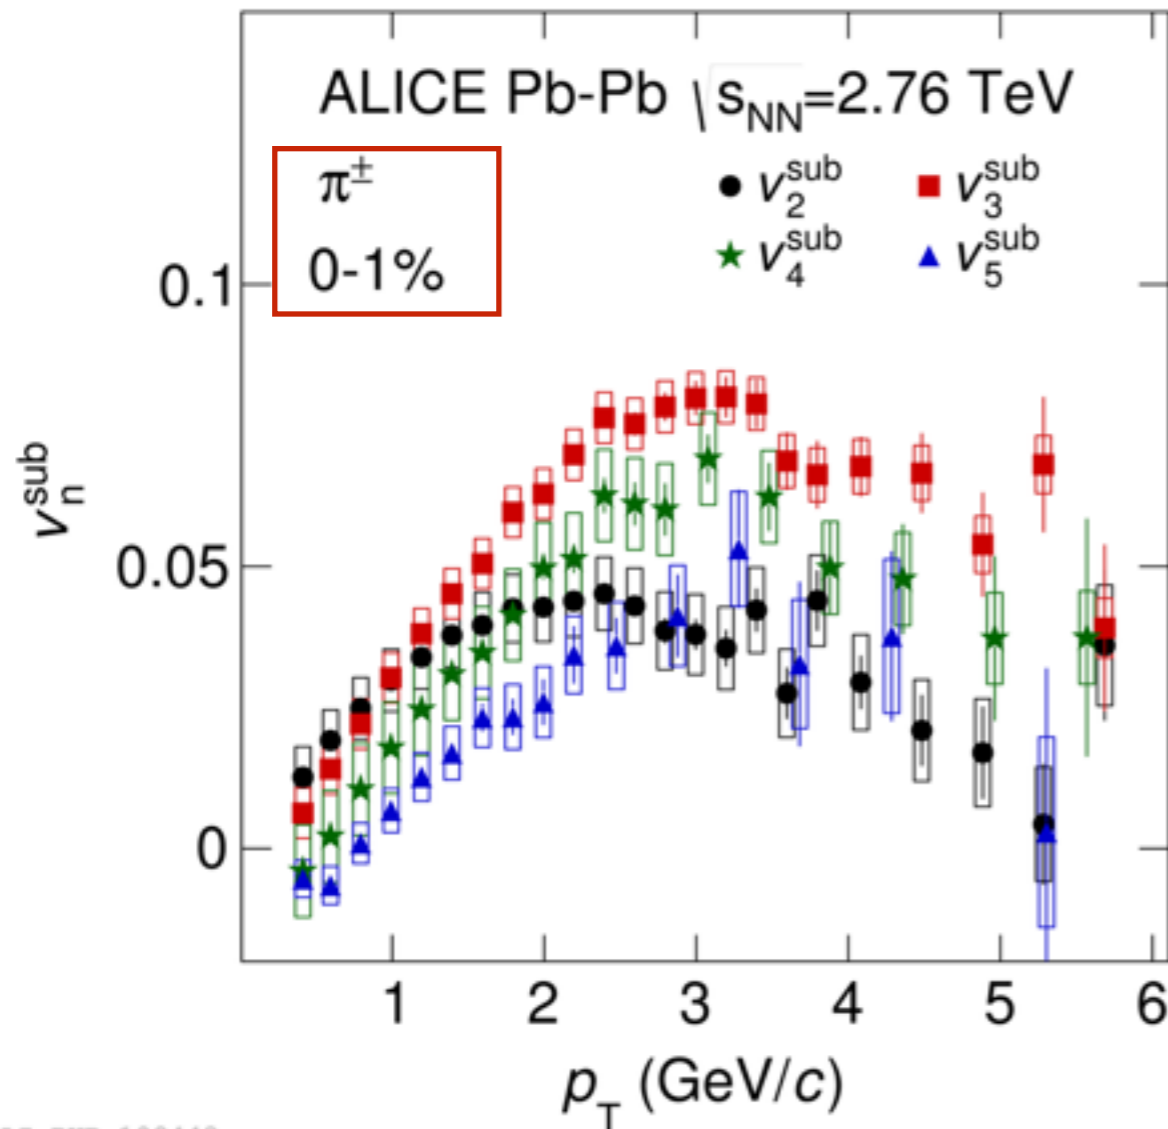 ALICE Pb-Pb √sNN=2.76 TeV
π±
0-1%
v2sub v3sub
v4sub v5sub
0.1
0.05
0
vnsub
1 2 3 4 5 6
pT (GeV/c)